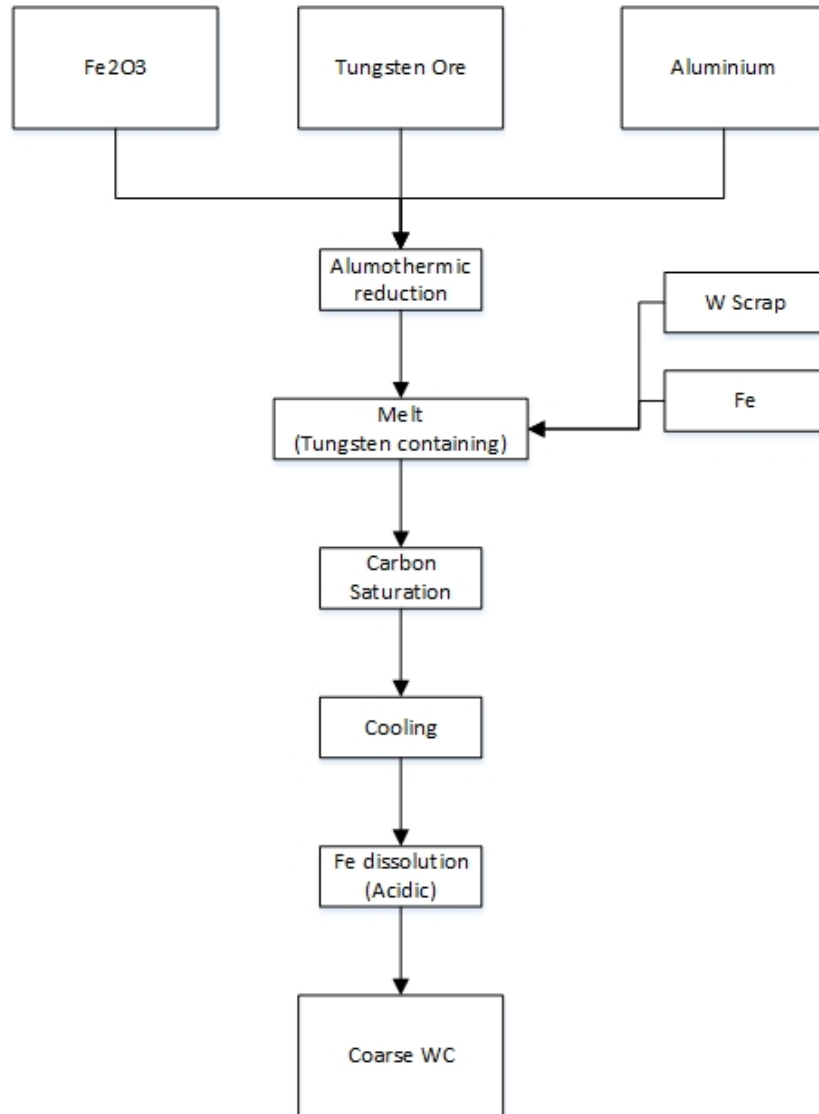 Fe2O3
Tungsten Ore
Aluminium
Alumothermic
reduction
W Scrap
Fe
Melt
(Tungsten containing)
Carbon
Saturation
Cooling
Fe dissolution
(Acidic)
Coarse WC